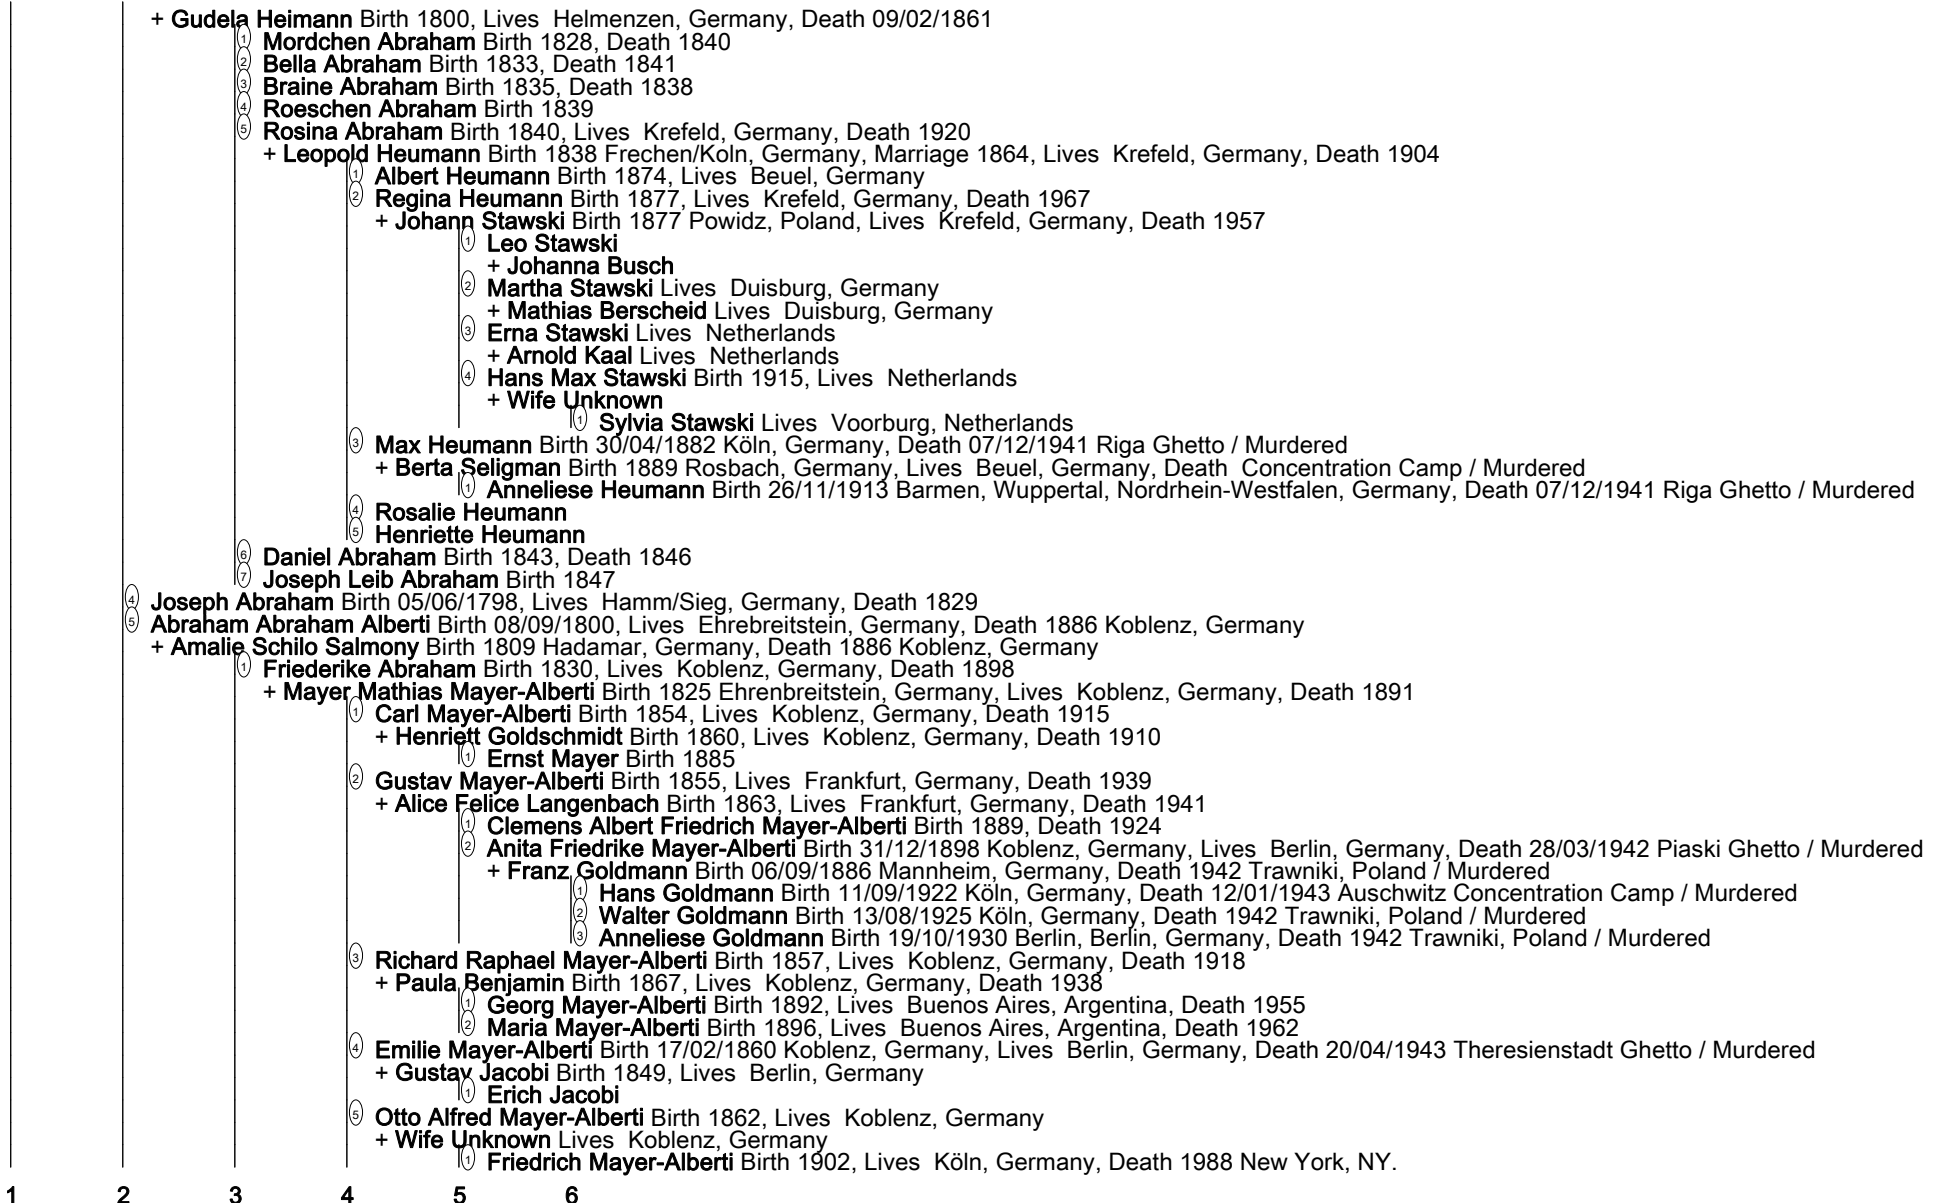 + Gudela Heimann Birth 1800, Lives  Helmenzen, Germany, Death 09/02/1861
1 Mordchen Abraham Birth 1828, Death 1840
2 Bella Abraham Birth 1833, Death 1841
3 Braine Abraham Birth 1835, Death 1838
4 Roeschen Abraham Birth 1839
5 Rosina Abraham Birth 1840, Lives  Krefeld, Germany, Death 1920
+ Leopold Heumann Birth 1838 Frechen/Koln, Germany, Marriage 1864, Lives  Krefeld, Germany, Death 1904
1 Albert Heumann Birth 1874, Lives  Beuel, Germany
2 Regina Heumann Birth 1877, Lives  Krefeld, Germany, Death 1967
+ Johann Stawski Birth 1877 Powidz, Poland, Lives  Krefeld, Germany, Death 1957
1 Leo Stawski
+ Johanna Busch
2 Martha Stawski Lives  Duisburg, Germany
+ Mathias Berscheid Lives  Duisburg, Germany
3 Erna Stawski Lives  Netherlands
+ Arnold Kaal Lives  Netherlands
4 Hans Max Stawski Birth 1915, Lives  Netherlands
+ Wife Unknown
1 Sylvia Stawski Lives  Voorburg, Netherlands
3 Max Heumann Birth 30/04/1882 Köln, Germany, Death 07/12/1941 Riga Ghetto / Murdered
+ Berta Seligman Birth 1889 Rosbach, Germany, Lives  Beuel, Germany, Death  Concentration Camp / Murdered
1 Anneliese Heumann Birth 26/11/1913 Barmen, Wuppertal, Nordrhein-Westfalen, Germany, Death 07/12/1941 Riga Ghetto / Murdered
4 Rosalie Heumann
5 Henriette Heumann
6 Daniel Abraham Birth 1843, Death 1846
7 Joseph Leib Abraham Birth 1847
4 Joseph Abraham Birth 05/06/1798, Lives  Hamm/Sieg, Germany, Death 1829
5 Abraham Abraham Alberti Birth 08/09/1800, Lives  Ehrebreitstein, Germany, Death 1886 Koblenz, Germany
+ Amalie Schilo Salmony Birth 1809 Hadamar, Germany, Death 1886 Koblenz, Germany
1 Friederike Abraham Birth 1830, Lives  Koblenz, Germany, Death 1898
+ Mayer Mathias Mayer-Alberti Birth 1825 Ehrenbreitstein, Germany, Lives  Koblenz, Germany, Death 1891
1 Carl Mayer-Alberti Birth 1854, Lives  Koblenz, Germany, Death 1915
+ Henriett Goldschmidt Birth 1860, Lives  Koblenz, Germany, Death 1910
1 Ernst Mayer Birth 1885
2 Gustav Mayer-Alberti Birth 1855, Lives  Frankfurt, Germany, Death 1939
+ Alice Felice Langenbach Birth 1863, Lives  Frankfurt, Germany, Death 1941
1 Clemens Albert Friedrich Mayer-Alberti Birth 1889, Death 1924
2 Anita Friedrike Mayer-Alberti Birth 31/12/1898 Koblenz, Germany, Lives  Berlin, Germany, Death 28/03/1942 Piaski Ghetto / Murdered
+ Franz Goldmann Birth 06/09/1886 Mannheim, Germany, Death 1942 Trawniki, Poland / Murdered
1 Hans Goldmann Birth 11/09/1922 Köln, Germany, Death 12/01/1943 Auschwitz Concentration Camp / Murdered
2 Walter Goldmann Birth 13/08/1925 Köln, Germany, Death 1942 Trawniki, Poland / Murdered
3 Anneliese Goldmann Birth 19/10/1930 Berlin, Berlin, Germany, Death 1942 Trawniki, Poland / Murdered
3 Richard Raphael Mayer-Alberti Birth 1857, Lives  Koblenz, Germany, Death 1918
+ Paula Benjamin Birth 1867, Lives  Koblenz, Germany, Death 1938
1 Georg Mayer-Alberti Birth 1892, Lives  Buenos Aires, Argentina, Death 1955
2 Maria Mayer-Alberti Birth 1896, Lives  Buenos Aires, Argentina, Death 1962
4 Emilie Mayer-Alberti Birth 17/02/1860 Koblenz, Germany, Lives  Berlin, Germany, Death 20/04/1943 Theresienstadt Ghetto / Murdered
+ Gustav Jacobi Birth 1849, Lives  Berlin, Germany
1 Erich Jacobi
5 Otto Alfred Mayer-Alberti Birth 1862, Lives  Koblenz, Germany
+ Wife Unknown Lives  Koblenz, Germany
1 Friedrich Mayer-Alberti Birth 1902, Lives  Köln, Germany, Death 1988 New York, NY.
1 2 3 4 5 6